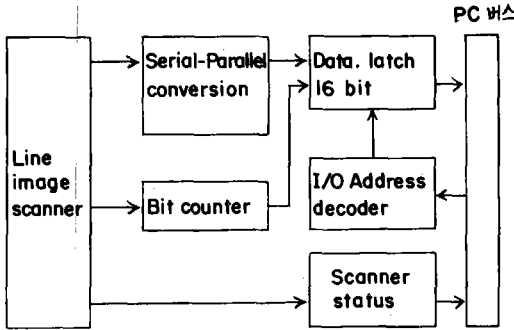 PC 버스
Serial-Parallel
conversion
Data. latch
16 bit
Line
image
scanner
Bit counter
I/O Address
decoder
Scanner
status